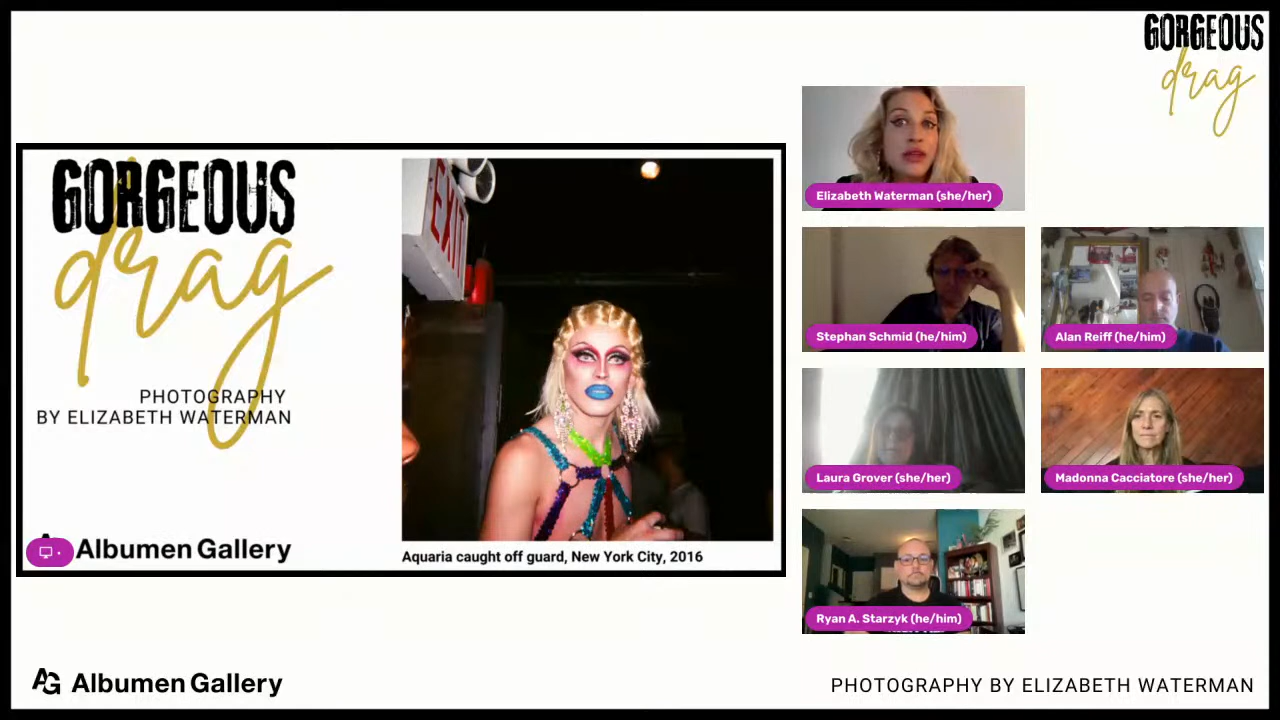 GORGEOUS
drag
GORGEOUS
drag
PHOTOGRAPHY
BY ELIZABETH WATERMAN
Albumen Gallery
EXIT
Aquaria caught off guard, New York City, 2016
Elizabeth Waterman (she/her)
Stephan Schmid (he/him)
Alan Reiff (he/him)
Laura Grover (she/her)
Madonna Cacciatore (she/her)
Ryan A. Starzyk (he/him)
AG Albumen Gallery
PHOTOGRAPHY BY ELIZABETH WATERMAN